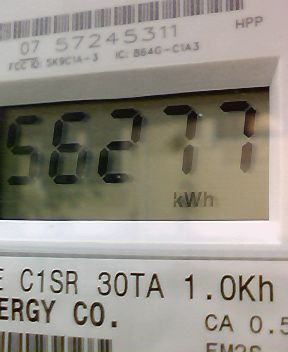 HPP
07 57245311
FCC ID: SK9C1A-3 IC: 864G-C1A3
56277
kWh
E C1SR 30TA 1.0Kh
ERGY CO.
CA 0.5
EM2S